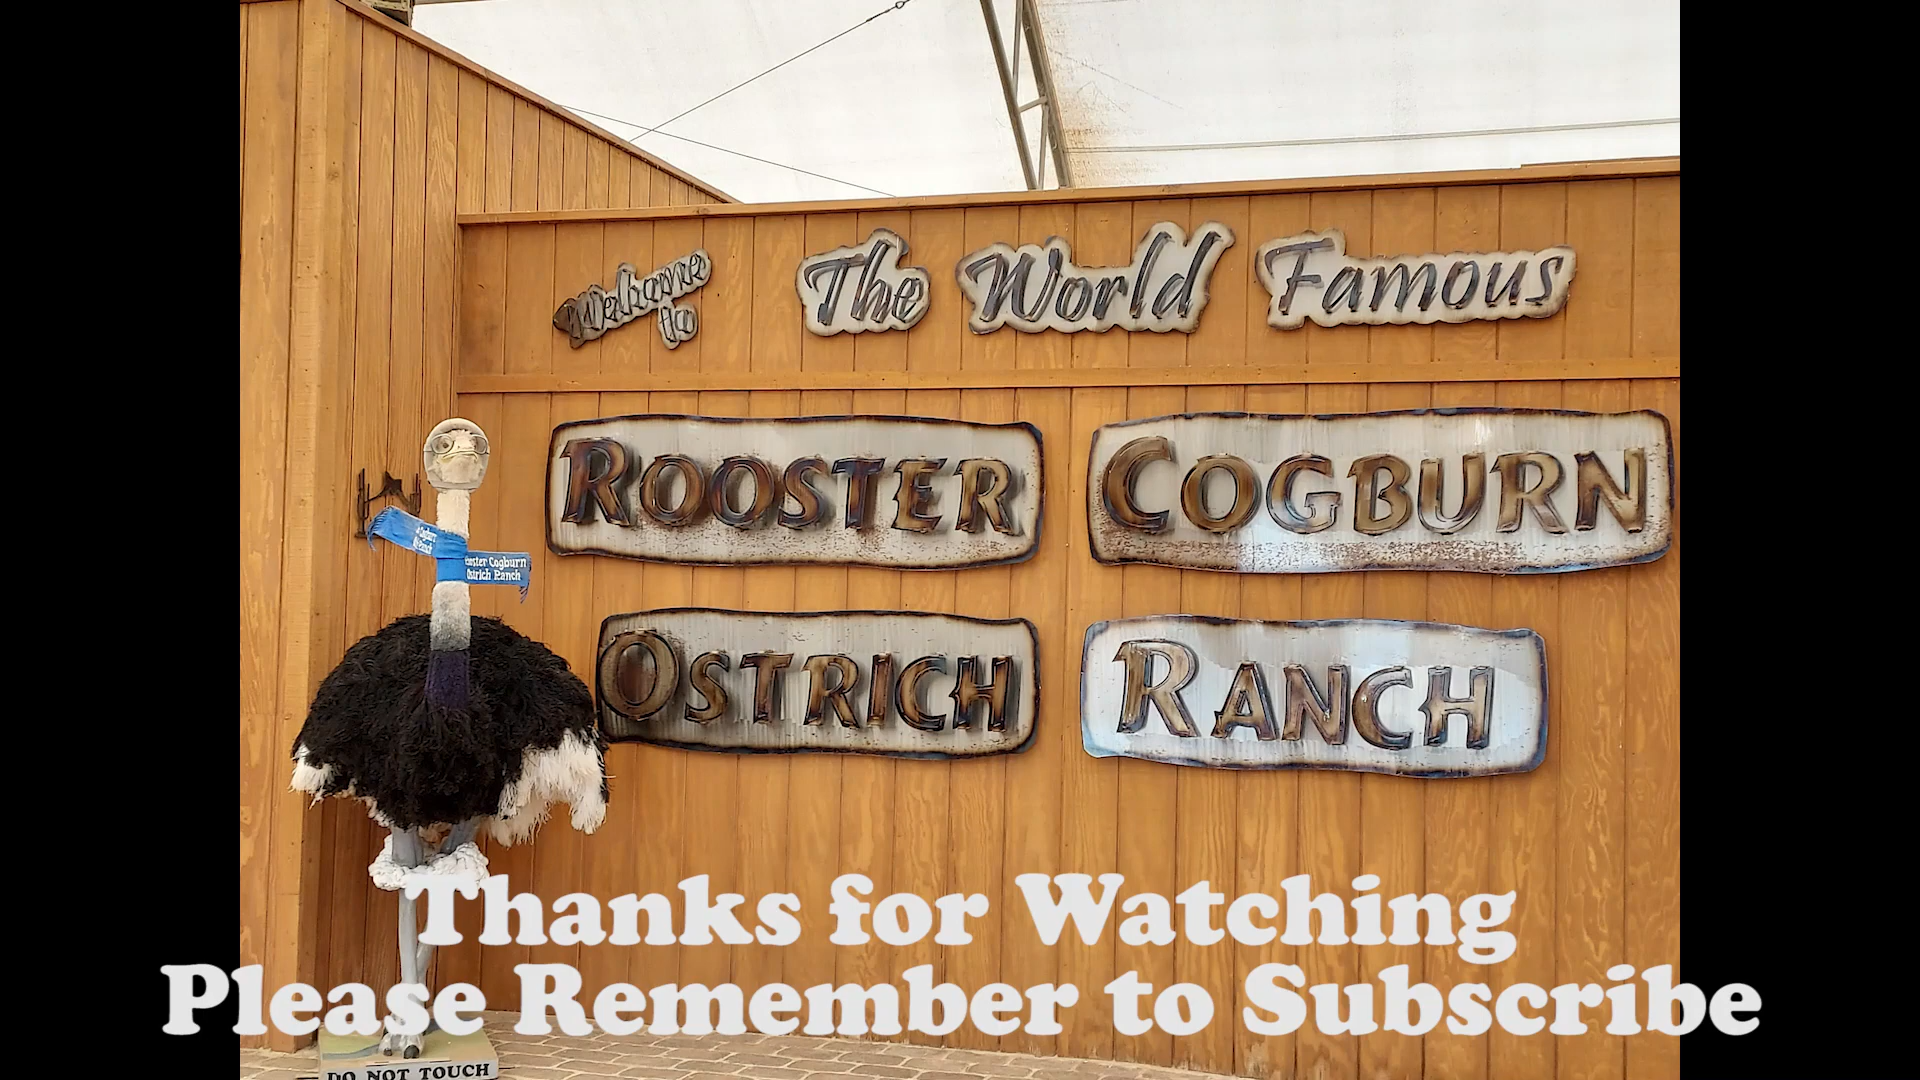 Welcome
to
The World Famous
ROOSTER COGBURN
OSTRICH RANCH
Rooster Cogburn
Ostrich Ranch
Thanks for Watching
Please Remember to Subscribe
DO NOT TOUCH